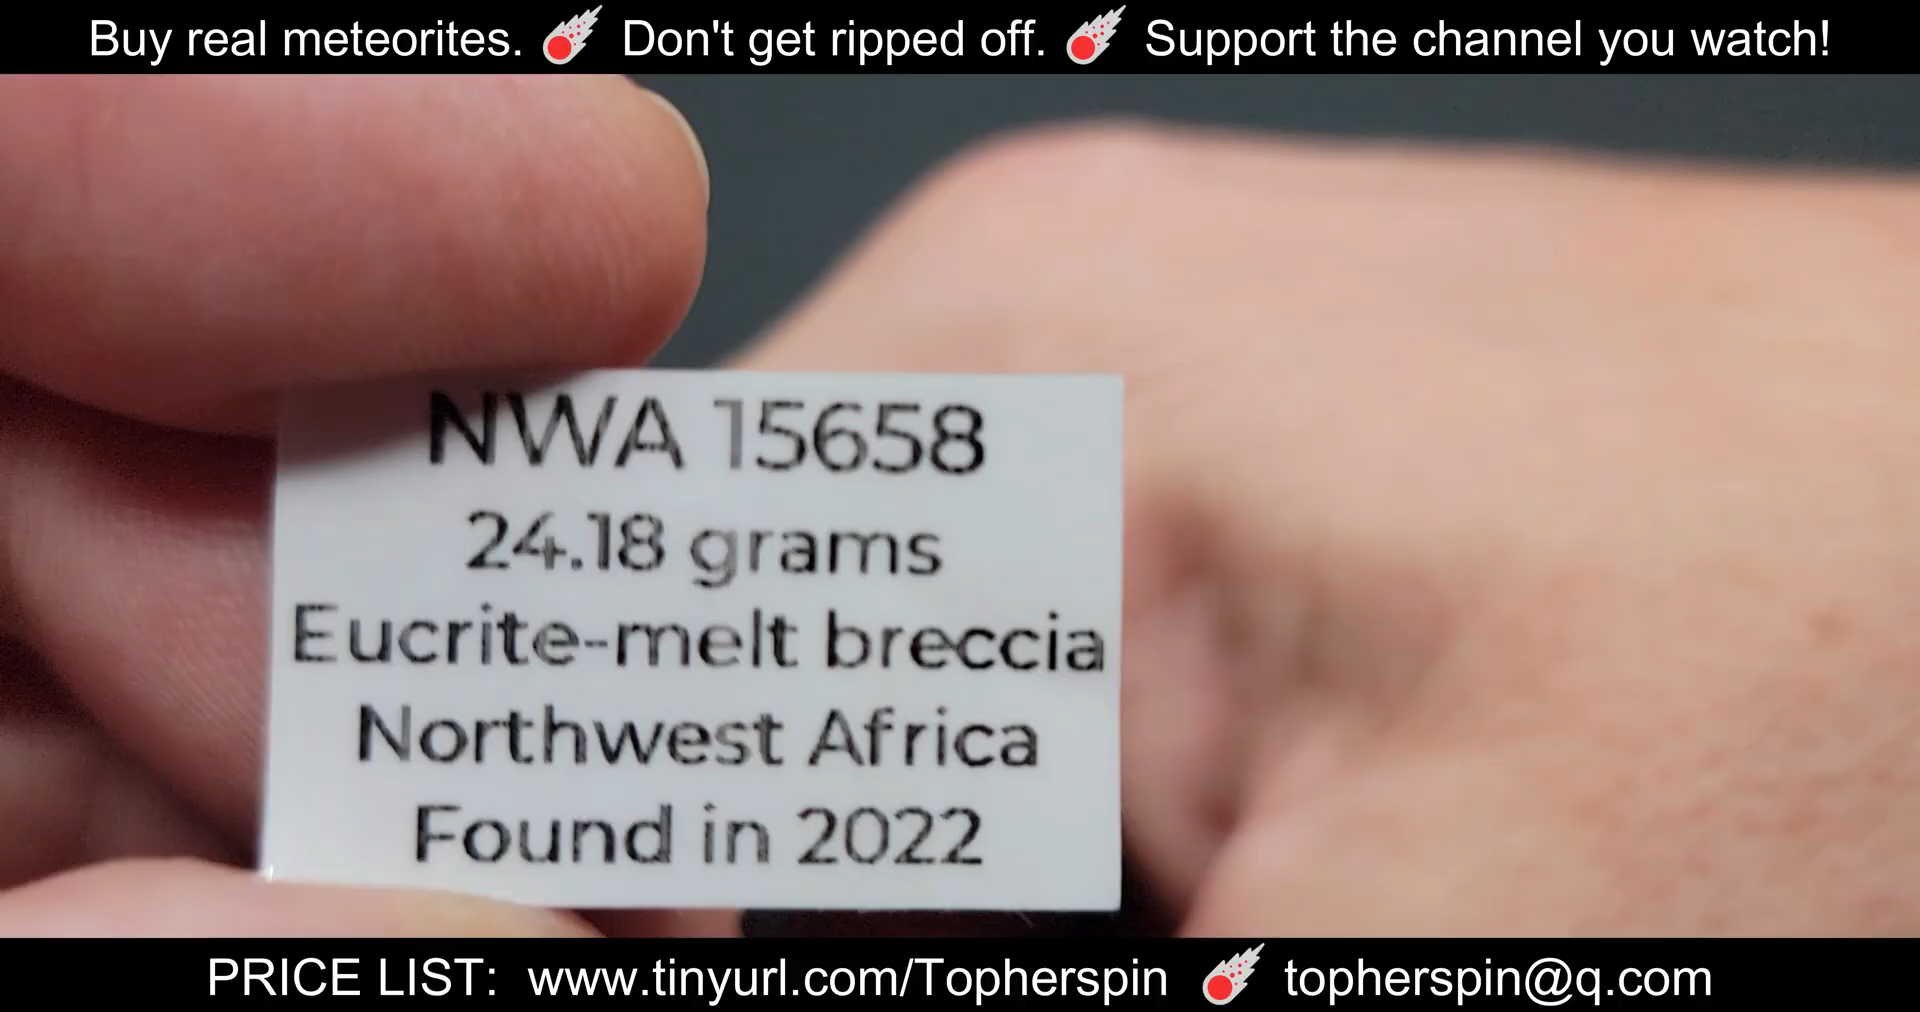 Buy real meteorites. Don't get ripped off. Support the channel you watch!
NWA 15658
24.18 grams
Eucrite-melt breccia
Northwest Africa
Found in 2022
PRICE LIST: www.tinyurl.com/Topherspin topherspin@q.com